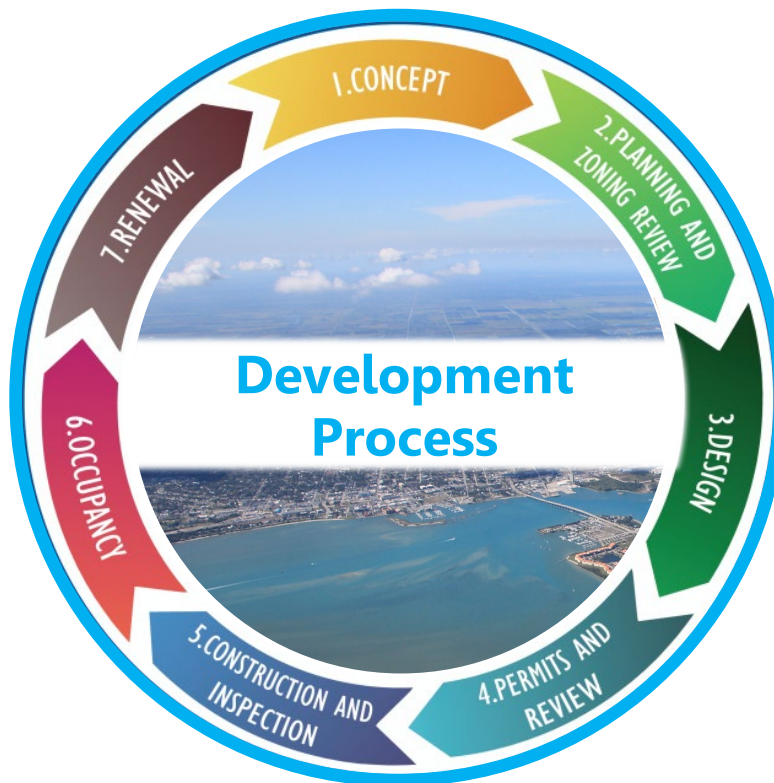 1.CONCEPT
2.PLANNING AND
ZONING REVIEW
3.DESIGN
4.PERMITS AND
REVIEW
5.CONSTRUCTION AND
INSPECTION
6.OCCUPANCY
7.RENEWAL
Development
Process